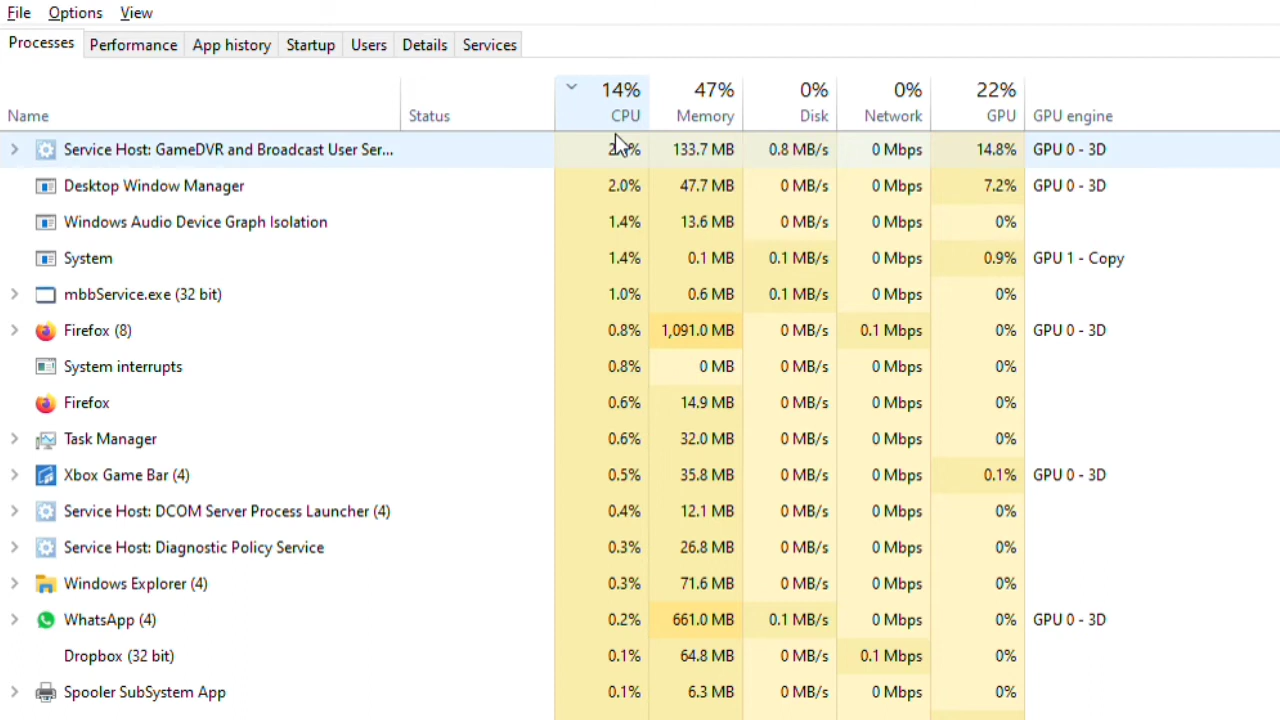 File Options View
Processes Performance App history Startup Users Details Services
14% 47% 0% 0% 22%
Name Status CPU Memory Disk Network GPU GPU engine
Service Host: GameDVR and Broadcast User Ser... 133.7 MB 0.8 MB/s 0 Mbps 14.8% GPU 0 - 3D
Desktop Window Manager 2.0% 47.7 MB 0 MB/s 0 Mbps 7.2% GPU 0 - 3D
Windows Audio Device Graph Isolation 1.4% 13.6 MB 0 MB/s 0 Mbps 0%
System 1.4% 0.1 MB 0.1 MB/s 0 Mbps 0.9% GPU 1 - Copy
mbbService.exe (32 bit) 1.0% 0.6 MB 0.1 MB/s 0 Mbps 0%
Firefox (8) 0.8% 1,091.0 MB 0 MB/s 0.1 Mbps 0% GPU 0 - 3D
System interrupts 0.8% 0 MB 0 MB/s 0 Mbps 0%
Firefox 0.6% 14.9 MB 0 MB/s 0 Mbps 0%
Task Manager 0.6% 32.0 MB 0 MB/s 0 Mbps 0%
Xbox Game Bar (4) 0.5% 35.8 MB 0 MB/s 0 Mbps 0.1% GPU 0 - 3D
Service Host: DCOM Server Process Launcher (4) 0.4% 12.1 MB 0 MB/s 0 Mbps 0%
Service Host: Diagnostic Policy Service 0.3% 26.8 MB 0 MB/s 0 Mbps 0%
Windows Explorer (4) 0.3% 71.6 MB 0 MB/s 0 Mbps 0%
WhatsApp (4) 0.2% 661.0 MB 0.1 MB/s 0 Mbps 0% GPU 0 - 3D
Dropbox (32 bit) 0.1% 64.8 MB 0 MB/s 0.1 Mbps 0%
Spooler SubSystem App 0.1% 6.3 MB 0 MB/s 0 Mbps 0%